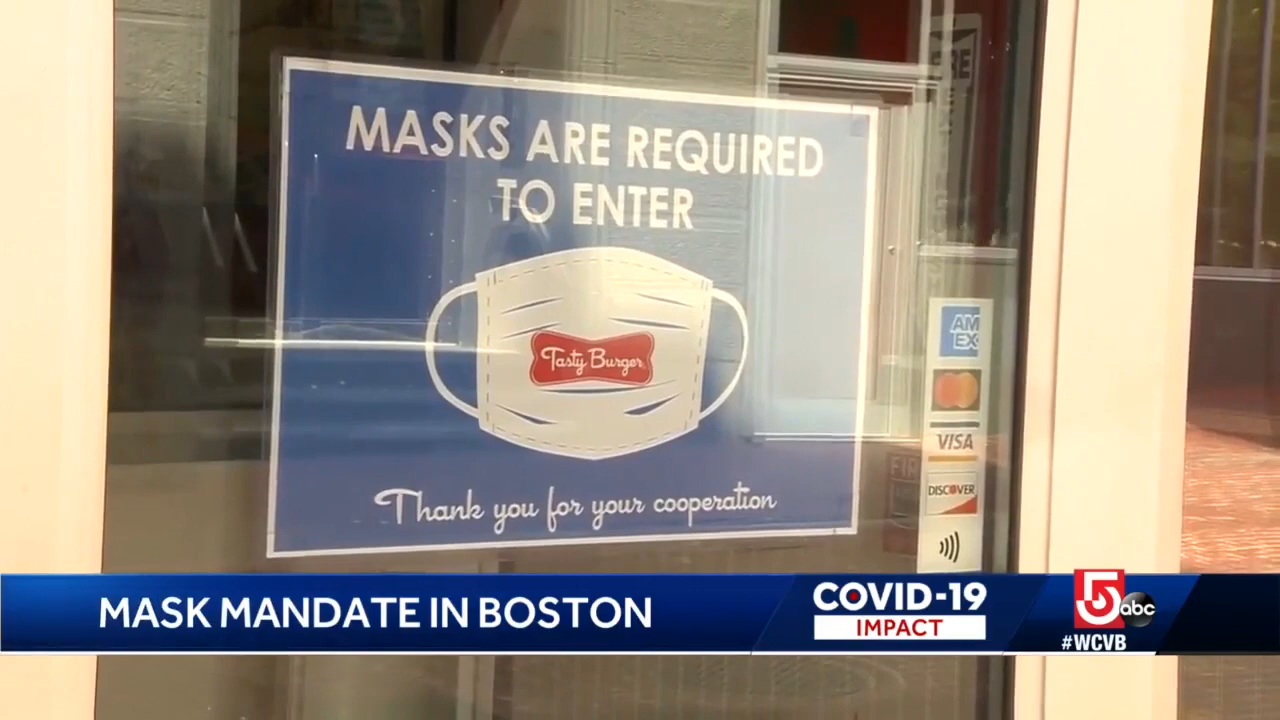 MASKS ARE REQUIRED
TO ENTER
Tasty Burger
Thank you for your cooperation
AM
EX
VISA
DISCOVER
FIR
MASK MANDATE IN BOSTON
COVID-19
IMPACT
5
abc
#WCVB